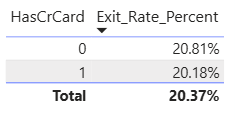 HasCrCard Exit_Rate_Percent
0 20.81%
1 20.18%
Total 20.37%